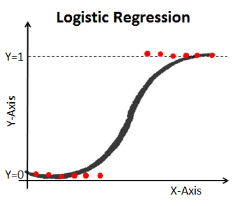 Logistic Regression
Y=1
Y-Axis
Y=0
X-Axis